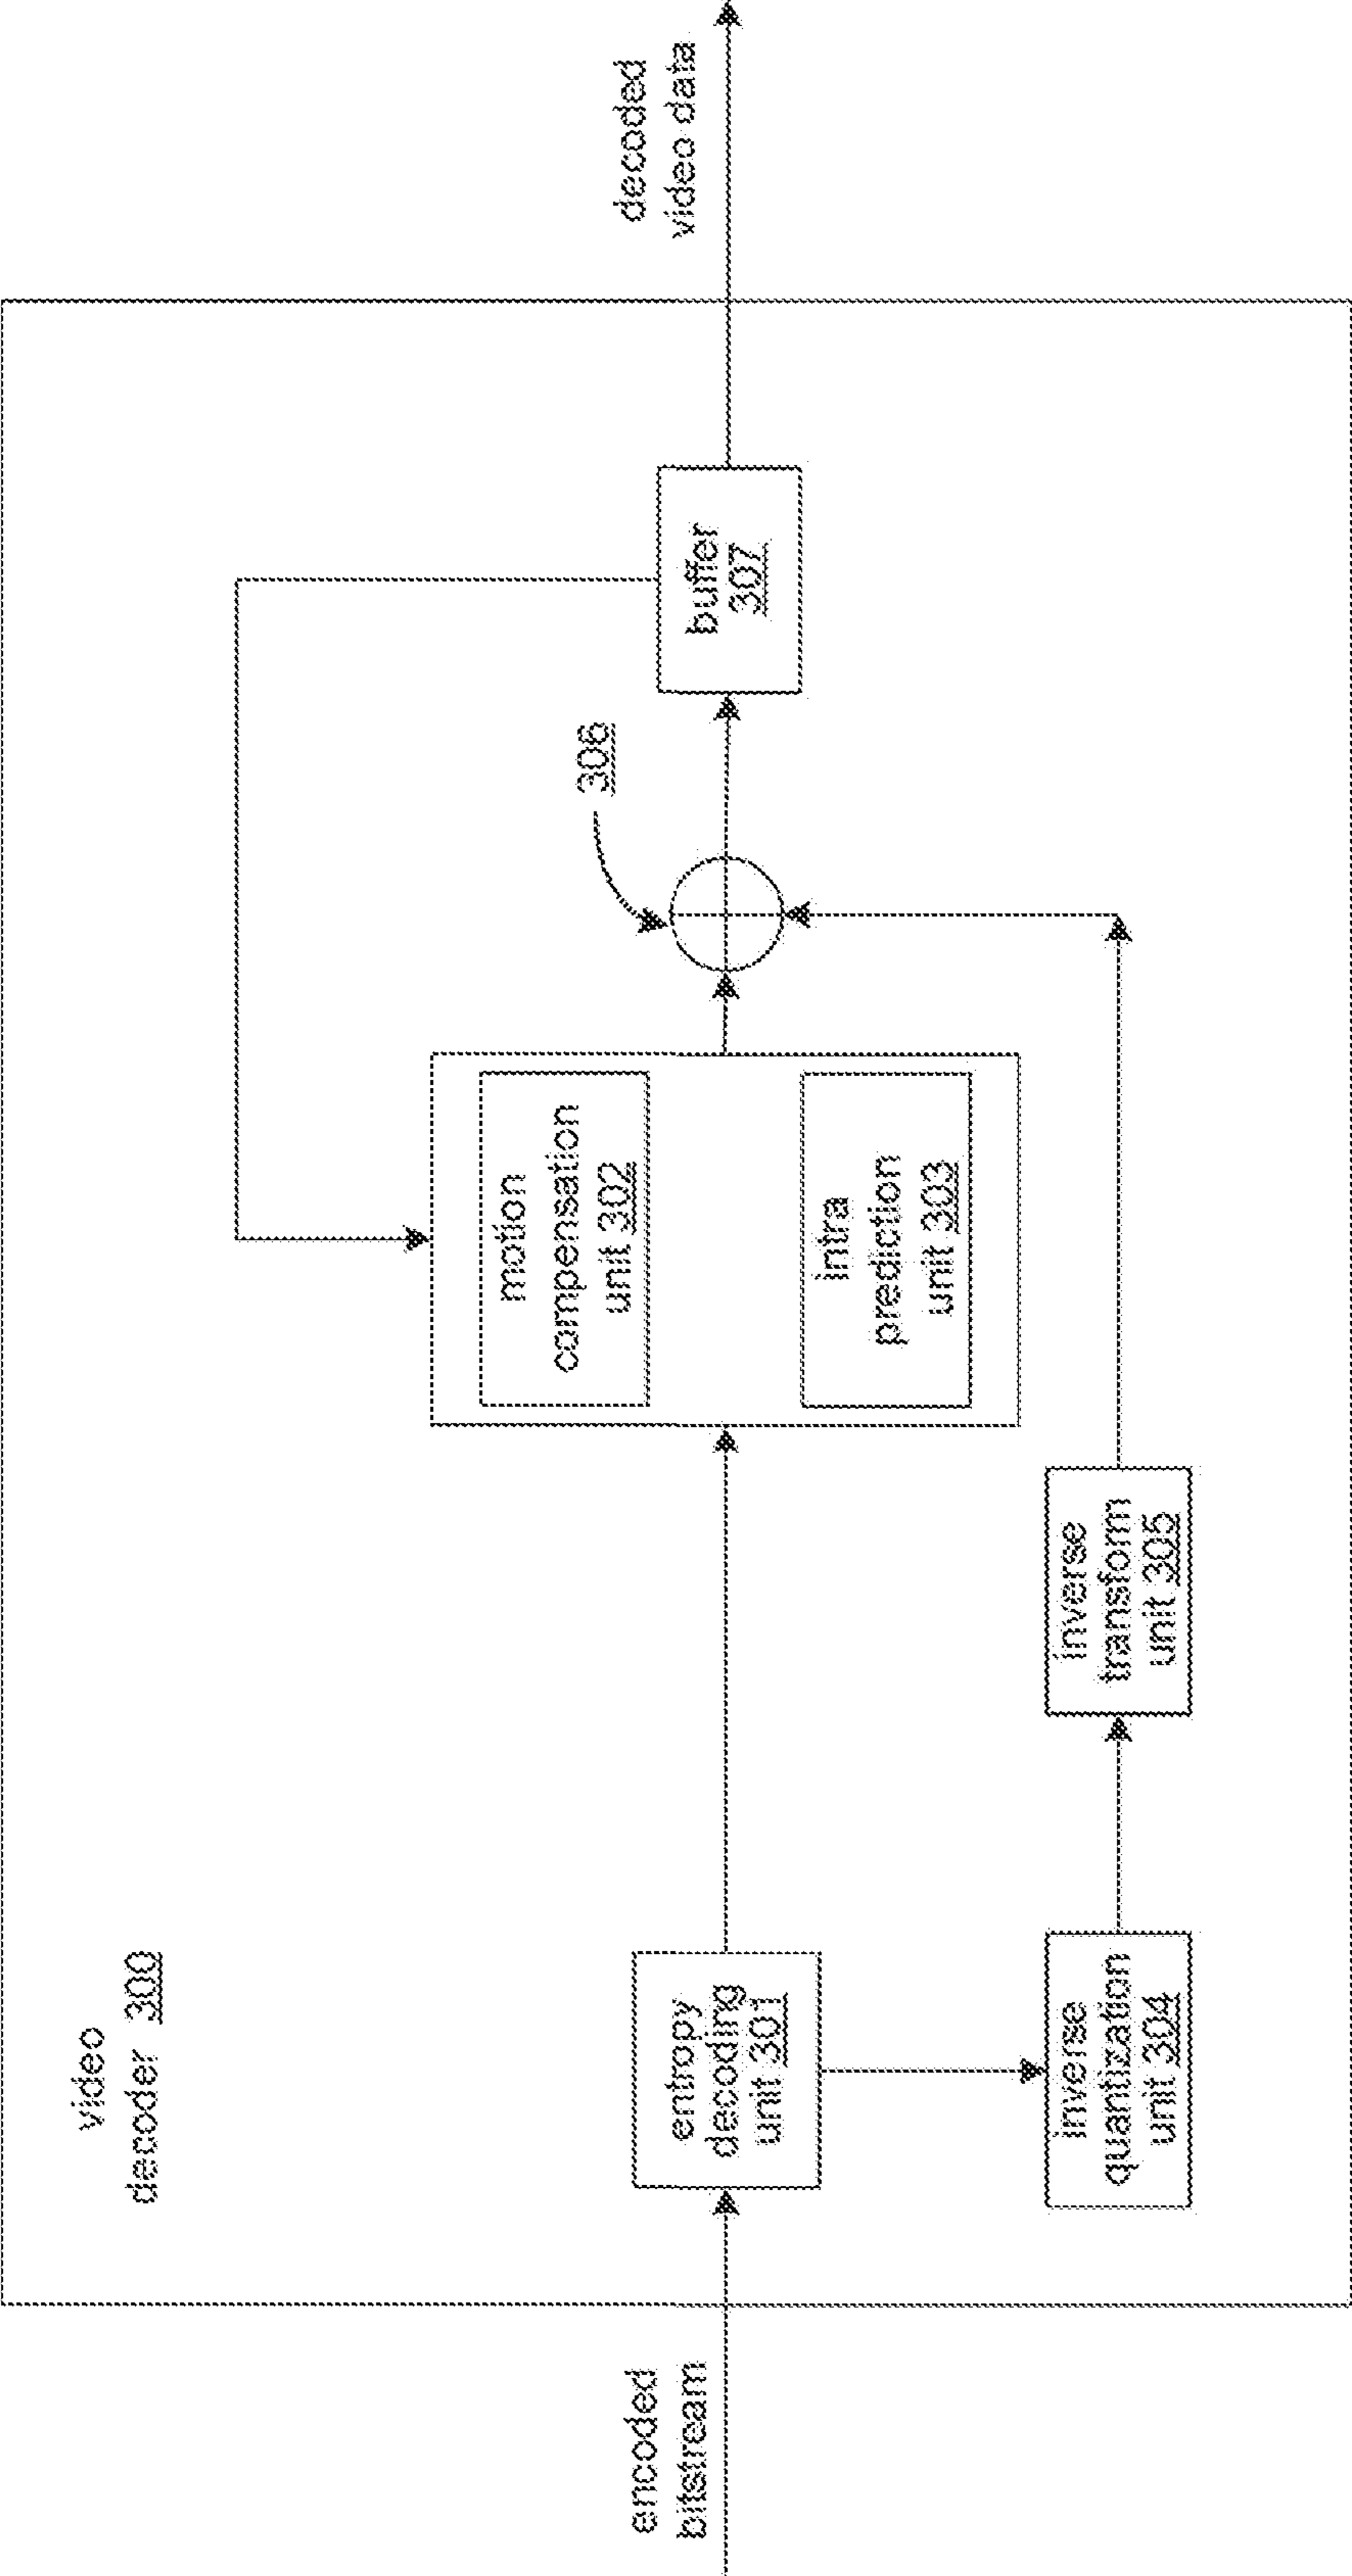 video
decoder 300
encoded
bitstream
entropy
decoding
unit 301
inverse
quantization
unit 304
inverse
transform
unit 305
motion
compensation
unit 302
intra
prediction
unit 303
306
buffer
307
decoded
video data